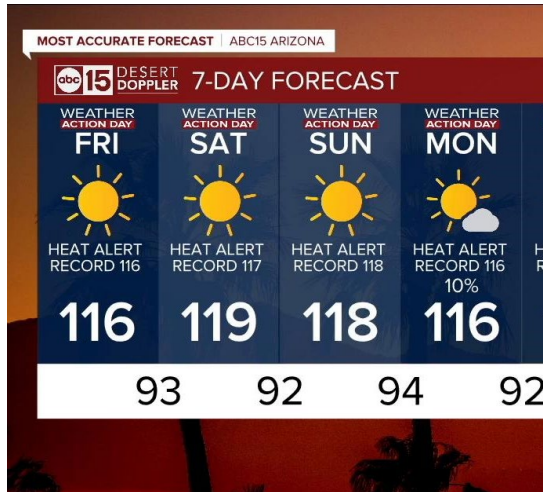 MOST ACCURATE FORECAST | ABC15 ARIZONA
abc 15 DESERT DOPPLER 7-DAY FORECAST
WEATHER ACTION DAY
FRI
HEAT ALERT
RECORD 116
116
WEATHER ACTION DAY
SAT
HEAT ALERT
RECORD 117
119
WEATHER ACTION DAY
SUN
HEAT ALERT
RECORD 118
118
WEATHER ACTION DAY
MON
HEAT ALERT
RECORD 116
10%
116
93 92 94 92